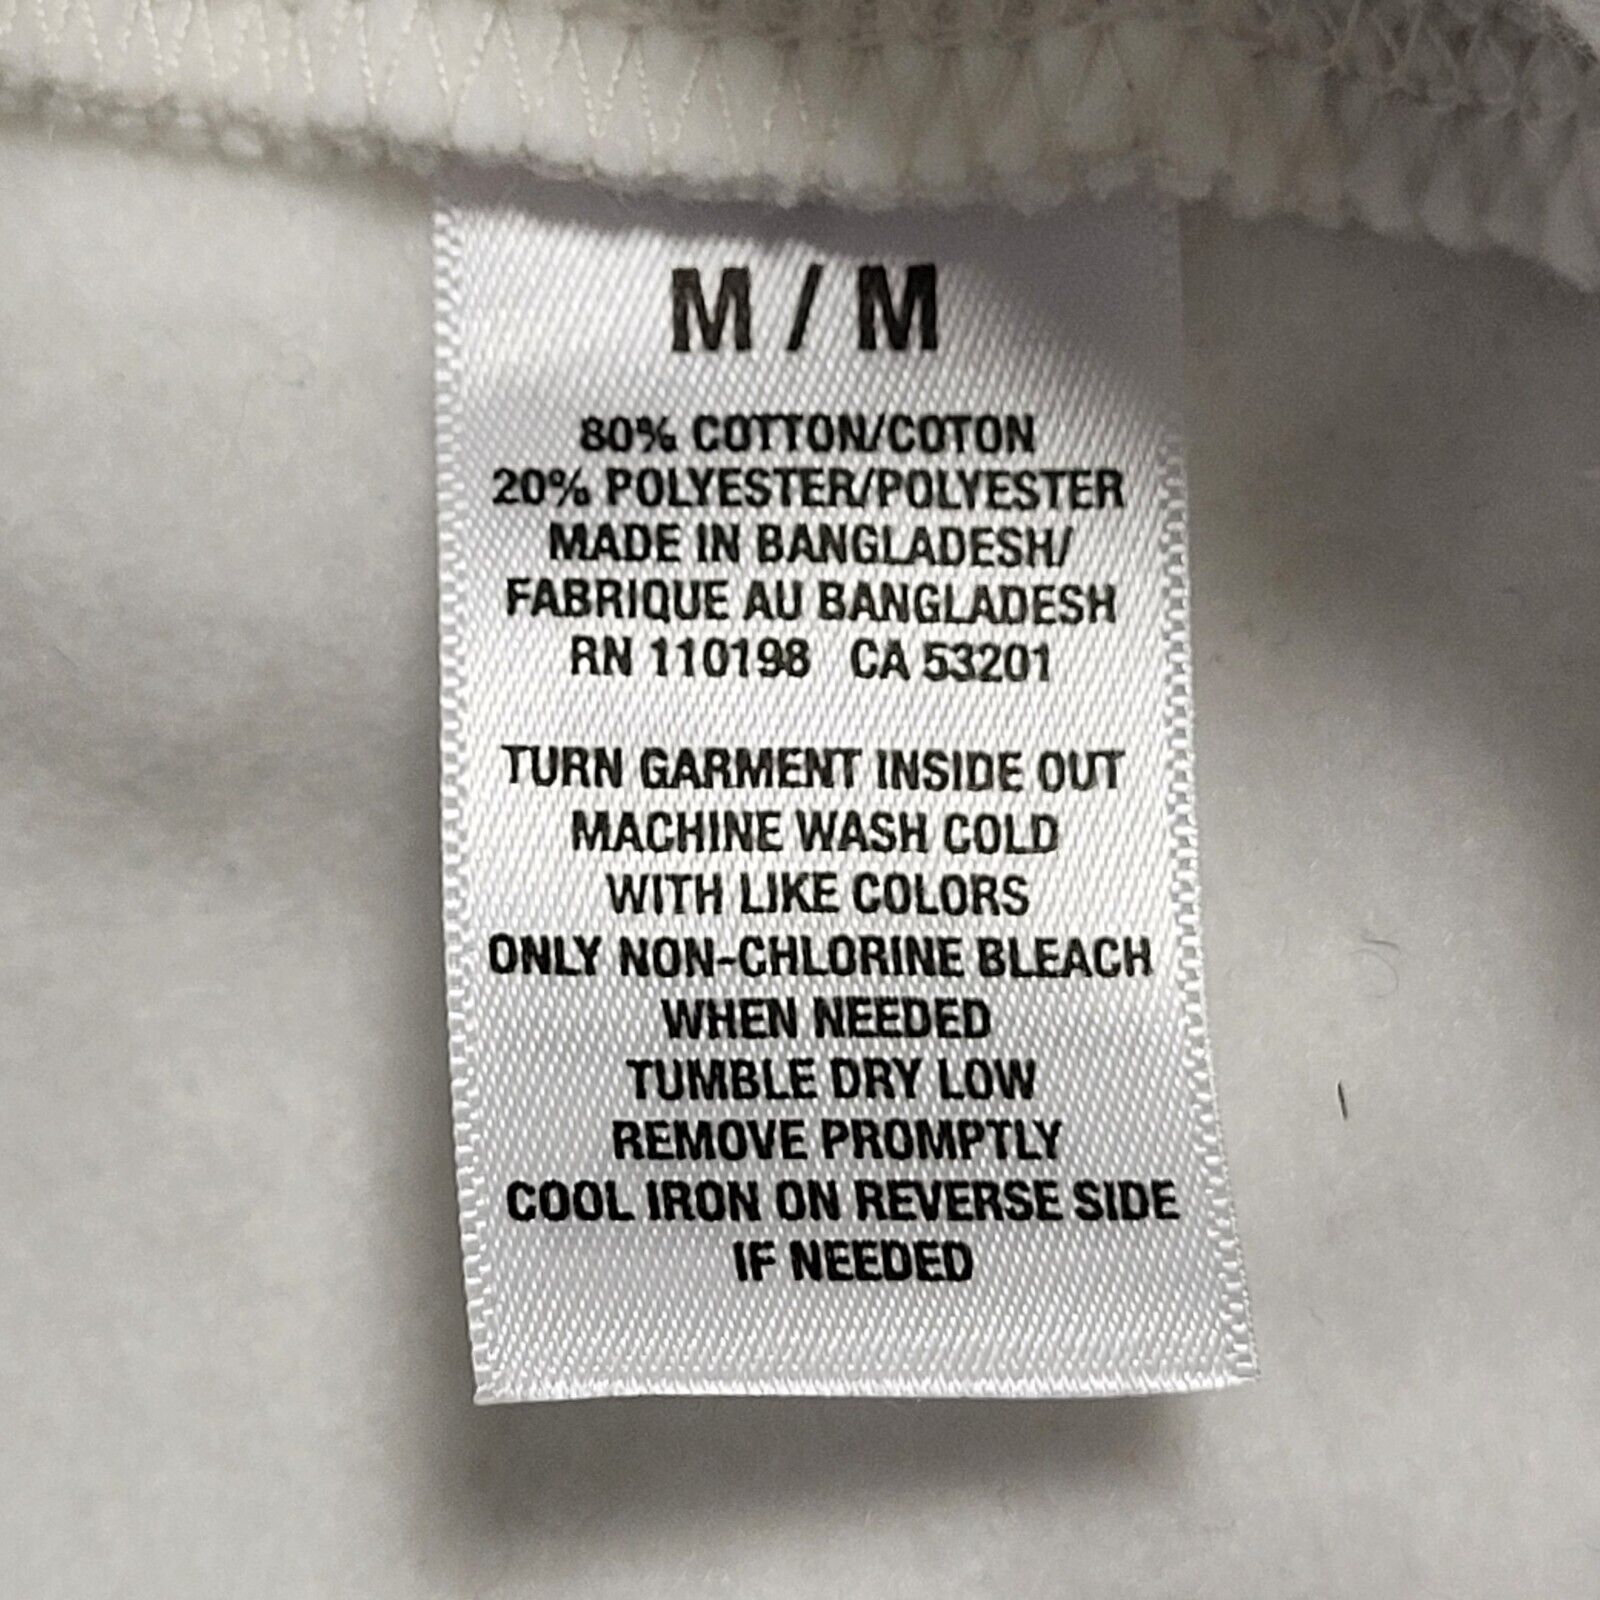 M / M
80% COTTON/COTON
20% POLYESTER/POLYESTER
MADE IN BANGLADESH/
FABRIQUE AU BANGLADESH
RN 110198 CA 53201
TURN GARMENT INSIDE OUT
MACHINE WASH COLD
WITH LIKE COLORS
ONLY NON-CHLORINE BLEACH
WHEN NEEDED
TUMBLE DRY LOW
REMOVE PROMPTLY
COOL IRON ON REVERSE SIDE
IF NEEDED